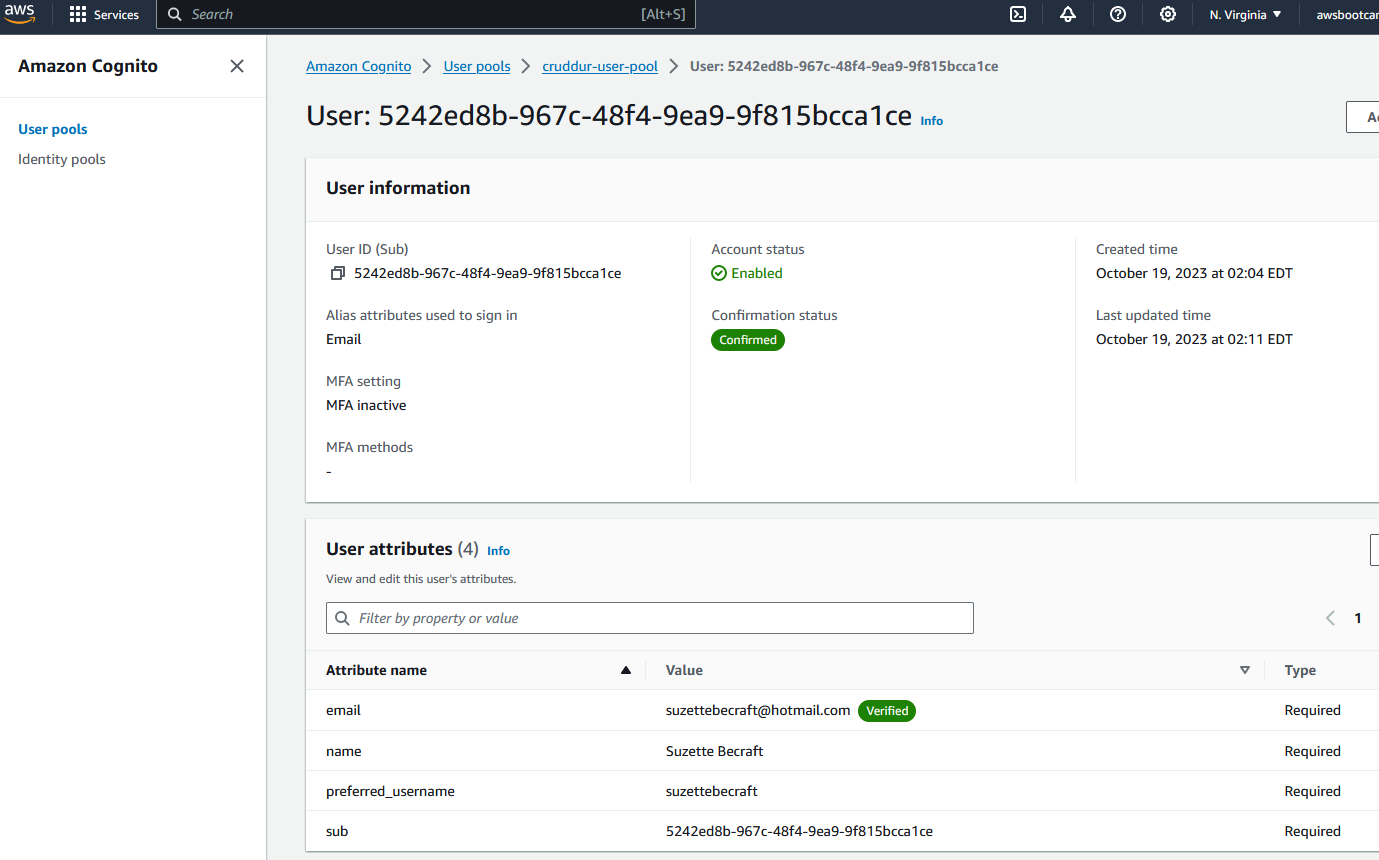 aws Services Search [Alt+S] N. Virginia awsbootcam
Amazon Cognito
User pools
Identity pools
Amazon Cognito User pools cruddur-user-pool User: 5242ed8b-967c-48f4-9ea9-9f815bcca1ce
User: 5242ed8b-967c-48f4-9ea9-9f815bcca1ce Info
User information
User ID (Sub)
5242ed8b-967c-48f4-9ea9-9f815bcca1ce
Alias attributes used to sign in
Email
MFA setting
MFA inactive
MFA methods
-
Account status
Enabled
Confirmation status
Confirmed
Created time
October 19, 2023 at 02:04 EDT
Last updated time
October 19, 2023 at 02:11 EDT
User attributes (4) Info
View and edit this user's attributes.
Filter by property or value
1
Attribute name Value Type
email suzettebecraft@hotmail.com Verified Required
name Suzette Becraft Required
preferred_username suzettebecraft Required
sub 5242ed8b-967c-48f4-9ea9-9f815bcca1ce Required